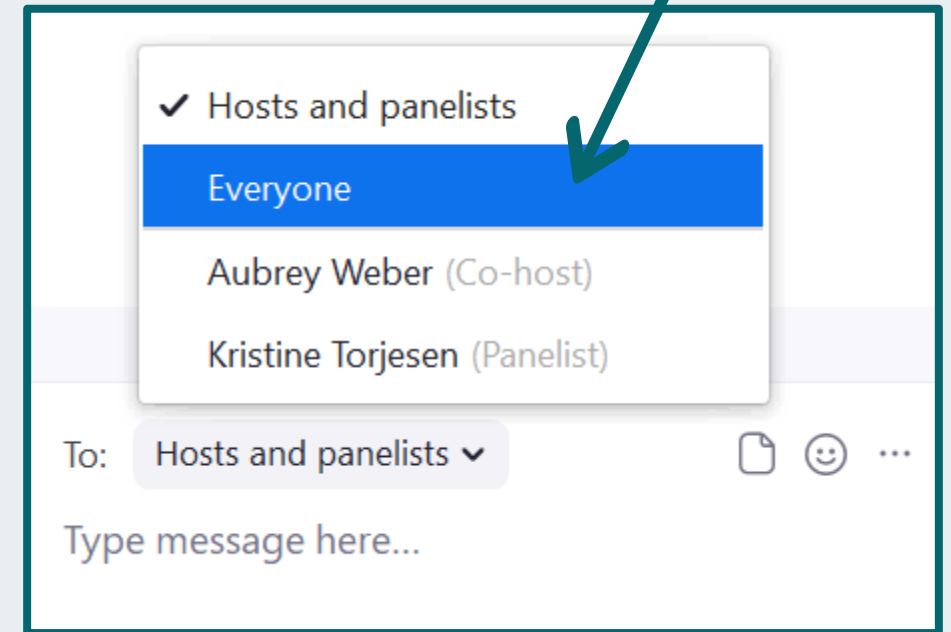 Hosts and panelists
Everyone
Aubrey Weber (Co-host)
Kristine Torjesen (Panelist)
To: Hosts and panelists
Type message here...